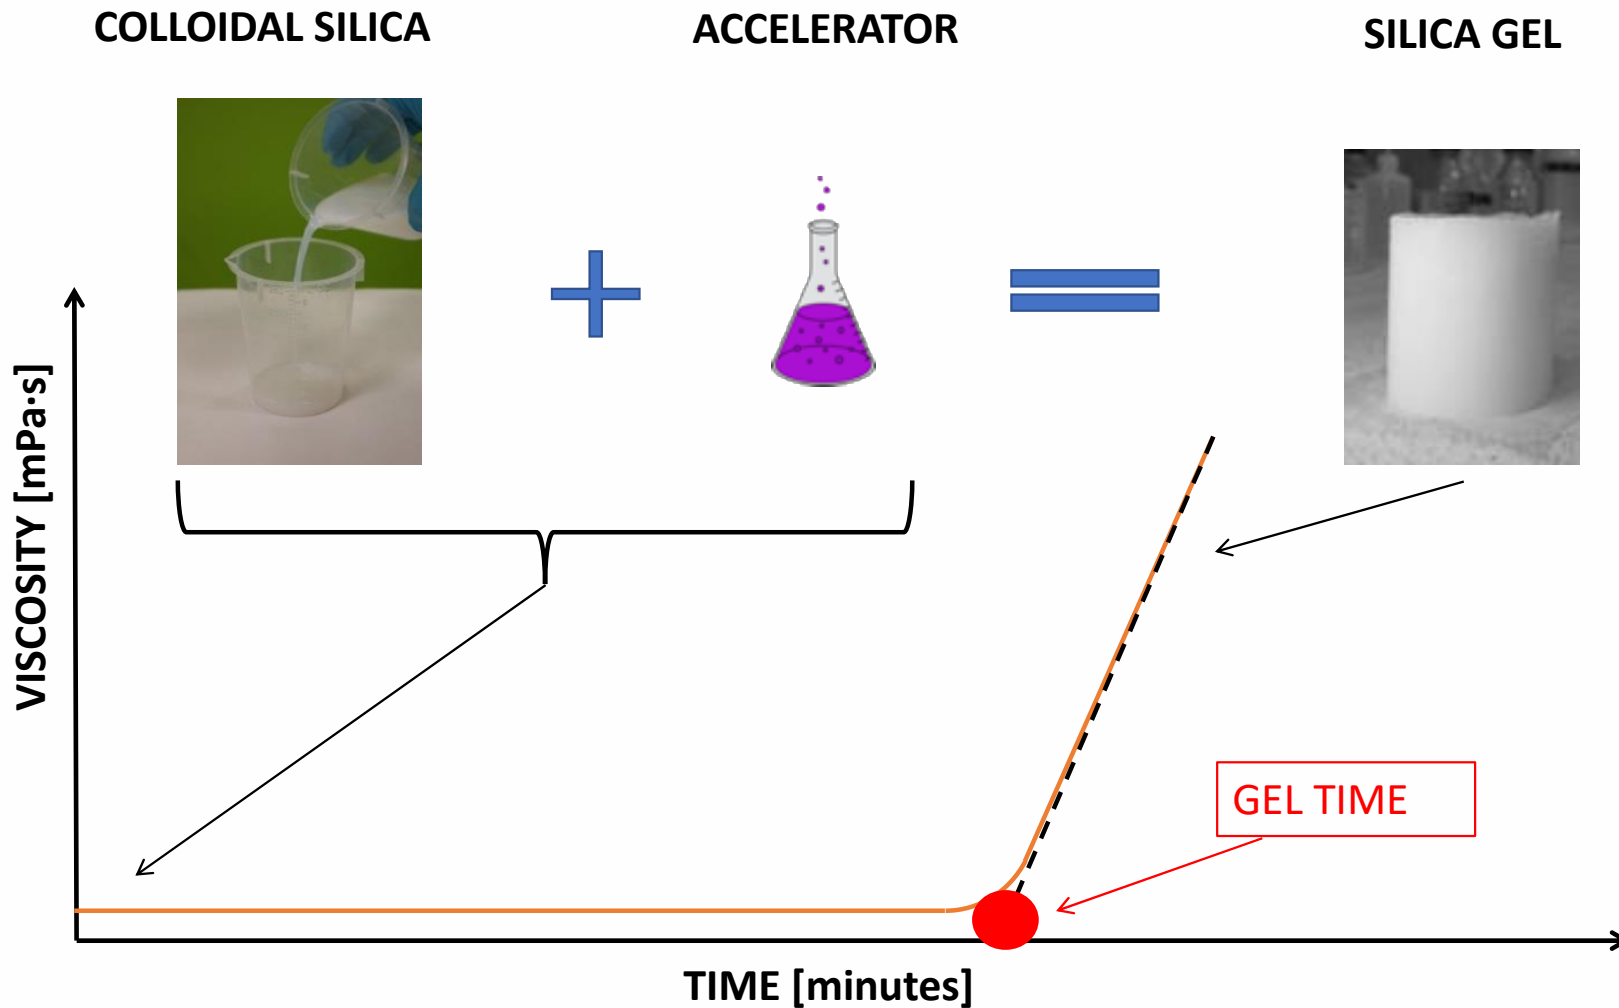 COLLOIDAL SILICA
ACCELERATOR
SILICA GEL
VISCOSITY [mPa·s]
GEL TIME
TIME [minutes]